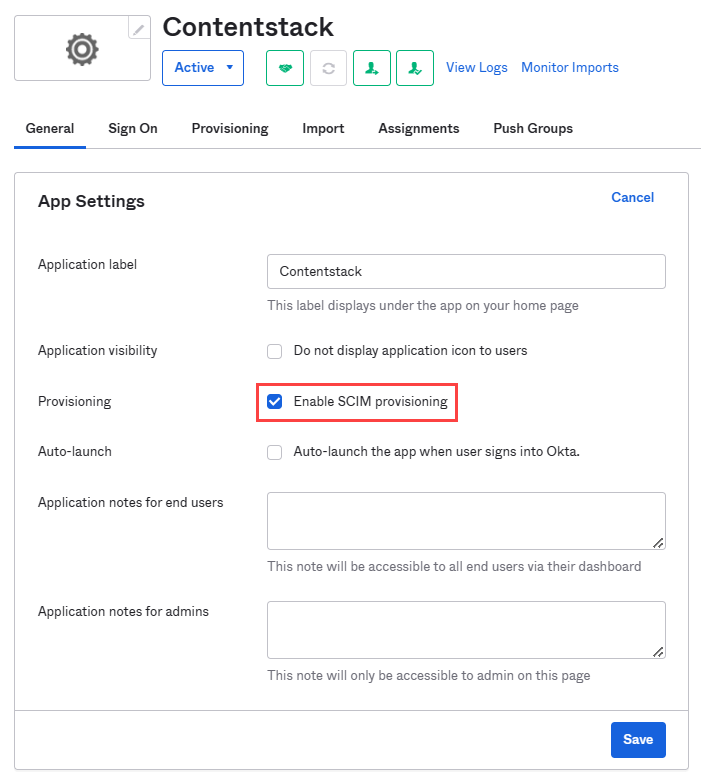 Contentstack
Active
View Logs
Monitor Imports
General
Sign On
Provisioning
Import
Assignments
Push Groups
App Settings
Cancel
Application label
Contentstack
This label displays under the app on your home page
Application visibility
Do not display application icon to users
Provisioning
Enable SCIM provisioning
Auto-launch
Auto-launch the app when user signs into Okta.
Application notes for end users
This note will be accessible to all end users via their dashboard
Application notes for admins
This note will only be accessible to admin on this page
Save